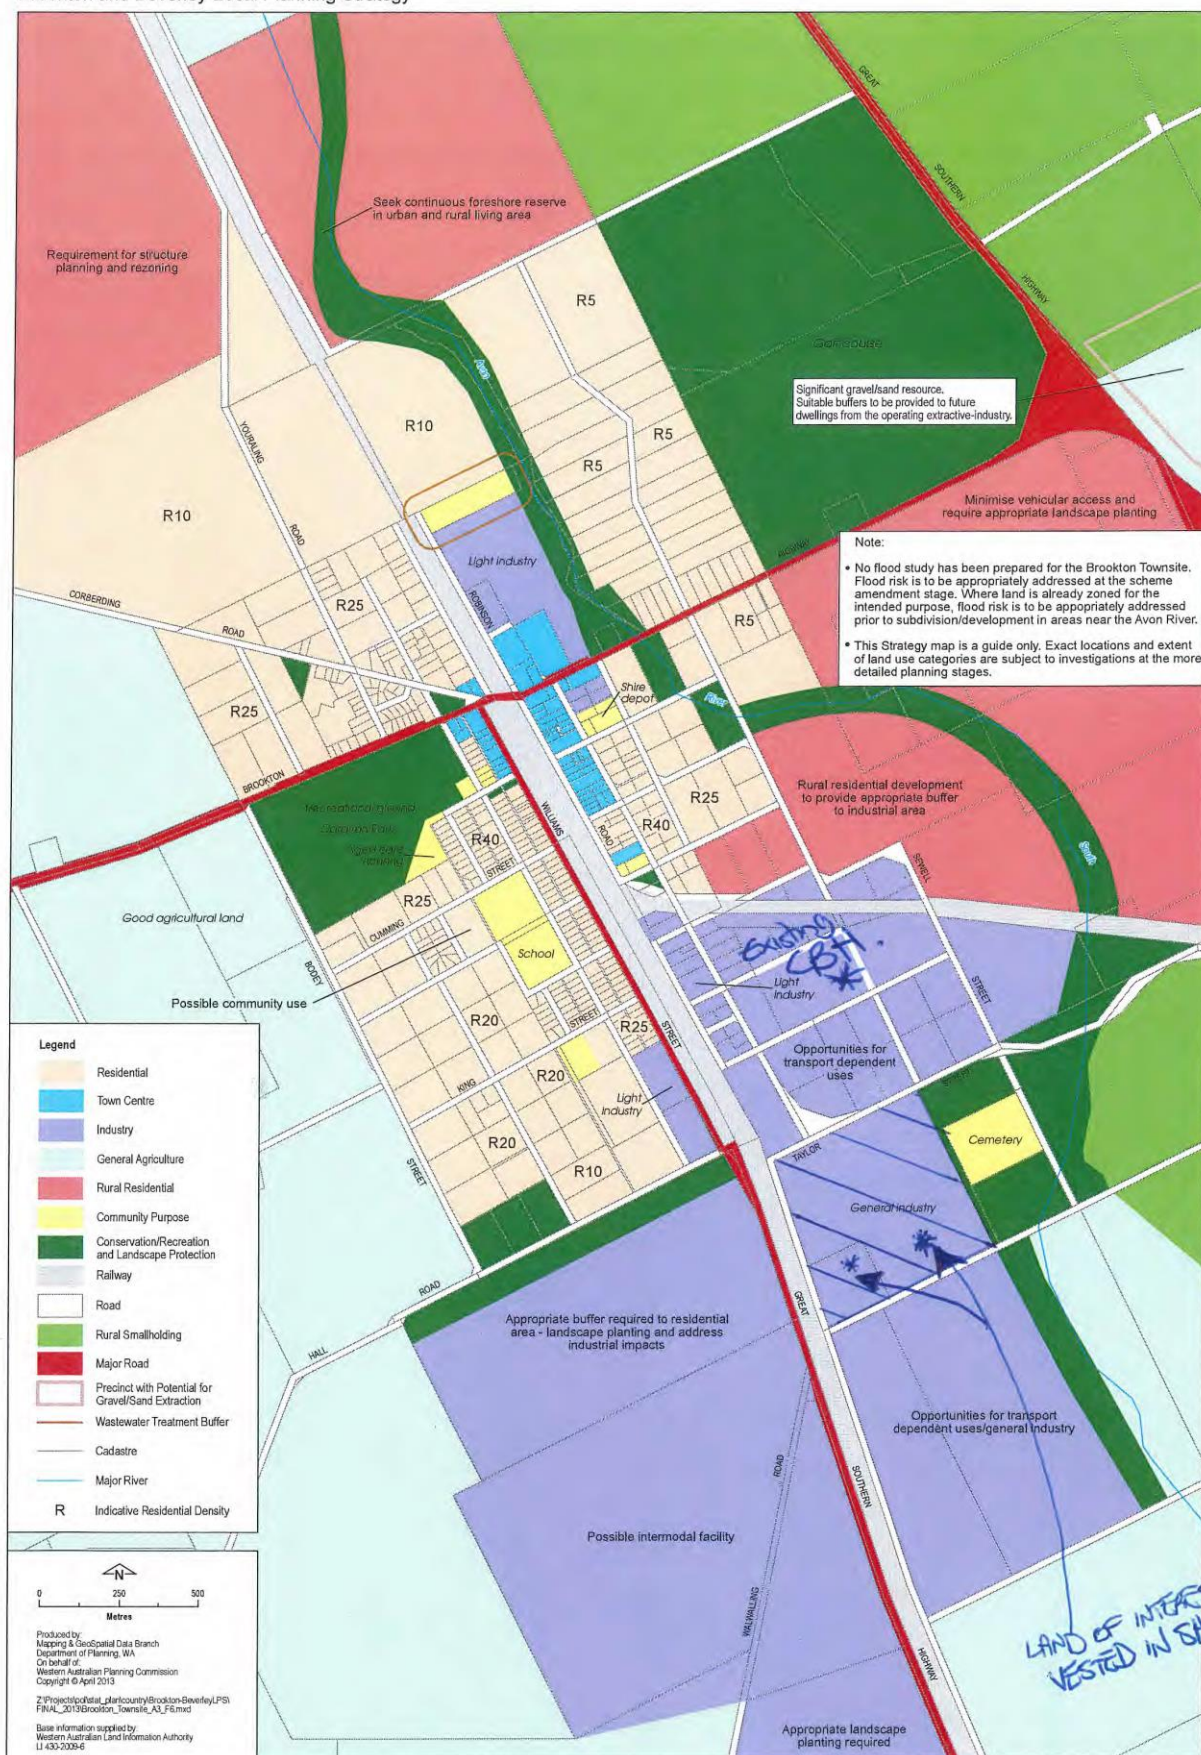 Seek continuous foreshore reserve
in urban and rural living area
Requirement for structure
planning and rezoning
GREAT
SOUTHERN
HIGHWAY
R5
R5
R5
R5
R10
R10
Avon
Significant gravel/sand resource.
Suitable buffers to be provided to future
dwellings from the operating extractive-industry.
Minimise vehicular access and
require appropriate landscape planting
Note:
• No flood study has been prepared for the Brookton Townsite.
Flood risk is to be appropriately addressed at the scheme
amendment stage. Where land is already zoned for the
intended purpose, flood risk is to be appopriately addressed
prior to subdivision/development in areas near the Avon River.
• This Strategy map is a guide only. Exact locations and extent
of land use categories are subject to investigations at the more
detailed planning stages.
YOURALING
ROAD
CORBERDING
ROAD
Light industry
ROBINSON
HIGHWAY
R25
R25
Shire
depot
River
BROOKTON
WILLIAMS
ROAD
R25
R40
R40
Rural residential development
to provide appropriate buffer
to industrial area
South
SEWELL
STREET
Good agricultural land
R25
CUMMING
STREET
BODEY
STREET
School
Possible community use
Existing
CBH
Light
Industry
R20
STREET
R25
STREET
KING
R20
R20
R10
Light
Industry
Opportunities for
transport dependent
uses
TAYLOR
Cemetery
General industry
ROAD
HALL
Appropriate buffer required to residential
area - landscape planting and address
industrial impacts
GREAT
SOUTHERN
HIGHWAY
Opportunities for transport
dependent uses/general industry
Possible intermodal facility
ROAD
WALWALLING
LAND OF
VESTED IN
Appropriate landscape
planting required
Legend
Residential
Town Centre
Industry
General Agriculture
Rural Residential
Community Purpose
Conservation/Recreation
and Landscape Protection
Railway
Road
Rural Smallholding
Major Road
Precinct with Potential for
Gravel/Sand Extraction
Wastewater Treatment Buffer
Cadastre
Major River
R Indicative Residential Density
N
0 250 500
Metres
Produced by:
Mapping & GeoSpatial Data Branch
Department of Planning, WA
On behalf of:
Western Australian Planning Commission
Copyright © April 2013
Base information supplied by:
Western Australian Land Information Authority
LI 430-2009-6